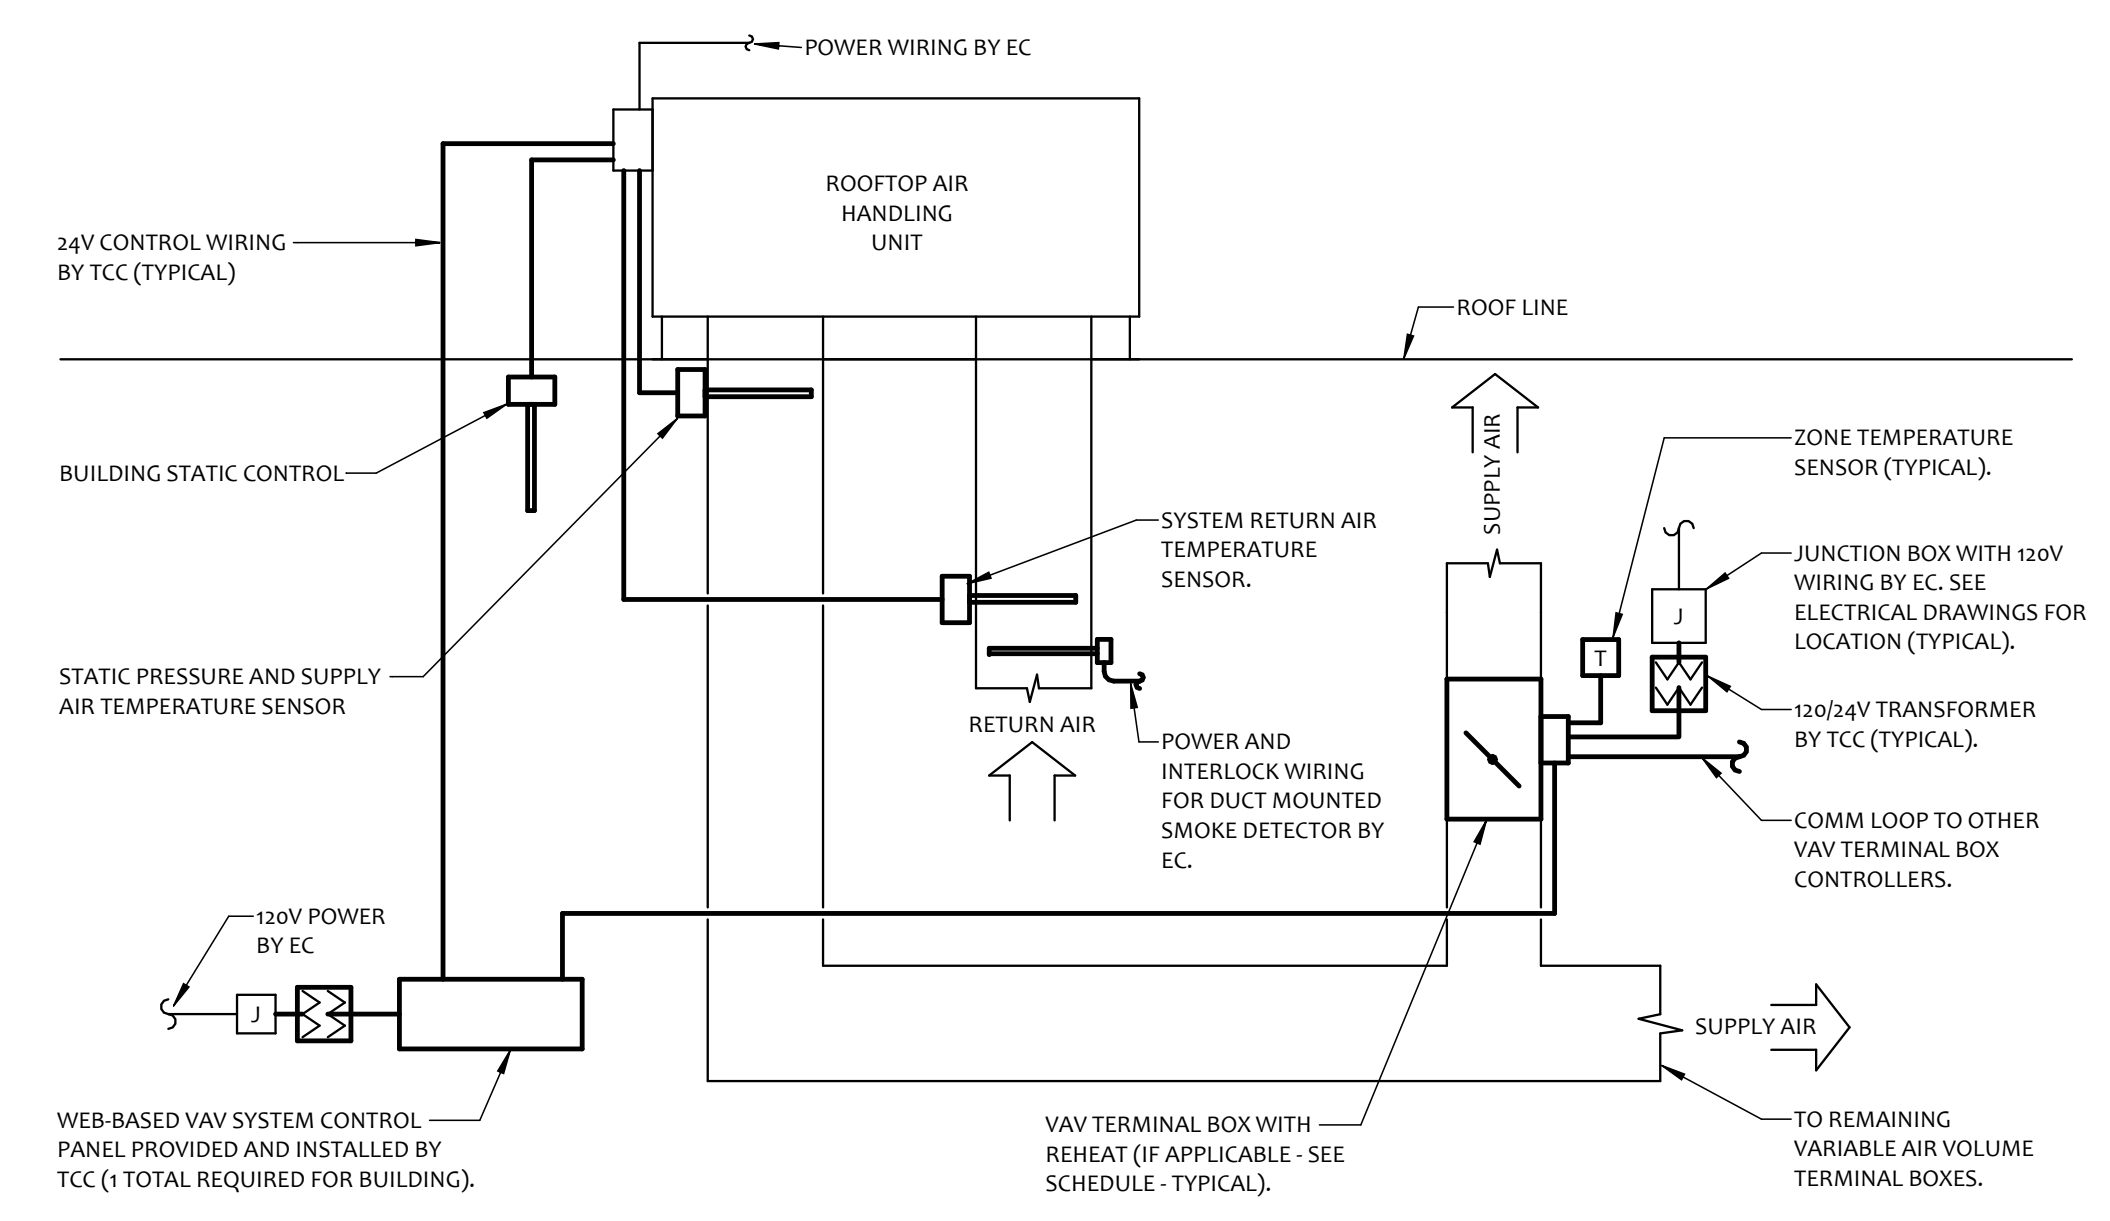 POWER WIRING BY EC
ROOFTOP AIR
HANDLING
UNIT
24V CONTROL WIRING
BY TCC (TYPICAL)
ROOF LINE
BUILDING STATIC CONTROL
SUPPLY AIR
ZONE TEMPERATURE
SENSOR (TYPICAL).
SYSTEM RETURN AIR
TEMPERATURE
SENSOR.
JUNCTION BOX WITH 120V
WIRING BY EC. SEE
ELECTRICAL DRAWINGS FOR
LOCATION (TYPICAL).
J
T
STATIC PRESSURE AND SUPPLY
AIR TEMPERATURE SENSOR
120/24V TRANSFORMER
BY TCC (TYPICAL).
RETURN AIR
POWER AND
INTERLOCK WIRING
FOR DUCT MOUNTED
SMOKE DETECTOR BY
EC.
COMM LOOP TO OTHER
VAV TERMINAL BOX
CONTROLLERS.
120V POWER
BY EC
J
SUPPLY AIR
WEB-BASED VAV SYSTEM CONTROL
PANEL PROVIDED AND INSTALLED BY
TCC (1 TOTAL REQUIRED FOR BUILDING).
VAV TERMINAL BOX WITH
REHEAT (IF APPLICABLE - SEE
SCHEDULE - TYPICAL).
TO REMAINING
VARIABLE AIR VOLUME
TERMINAL BOXES.